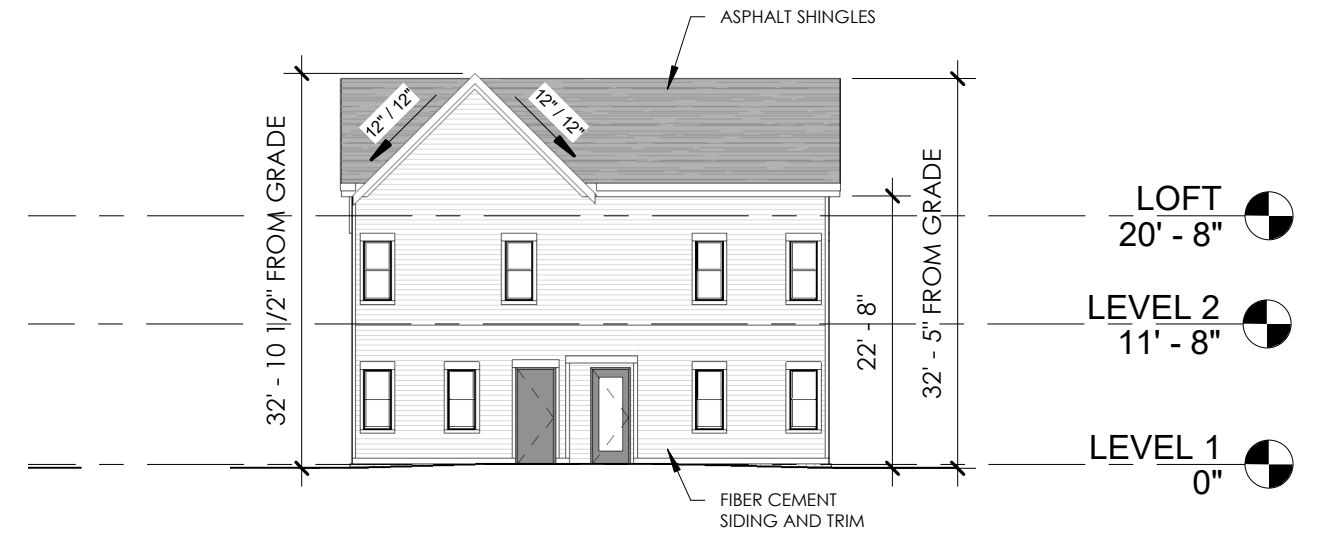 ASPHALT SHINGLES
12" / 12"
12" / 12"
32' - 10 1/2" FROM GRADE
32' - 5" FROM GRADE
22' - 8"
LOFT
20' - 8"
LEVEL 2
11' - 8"
LEVEL 1
0"
FIBER CEMENT
SIDING AND TRIM